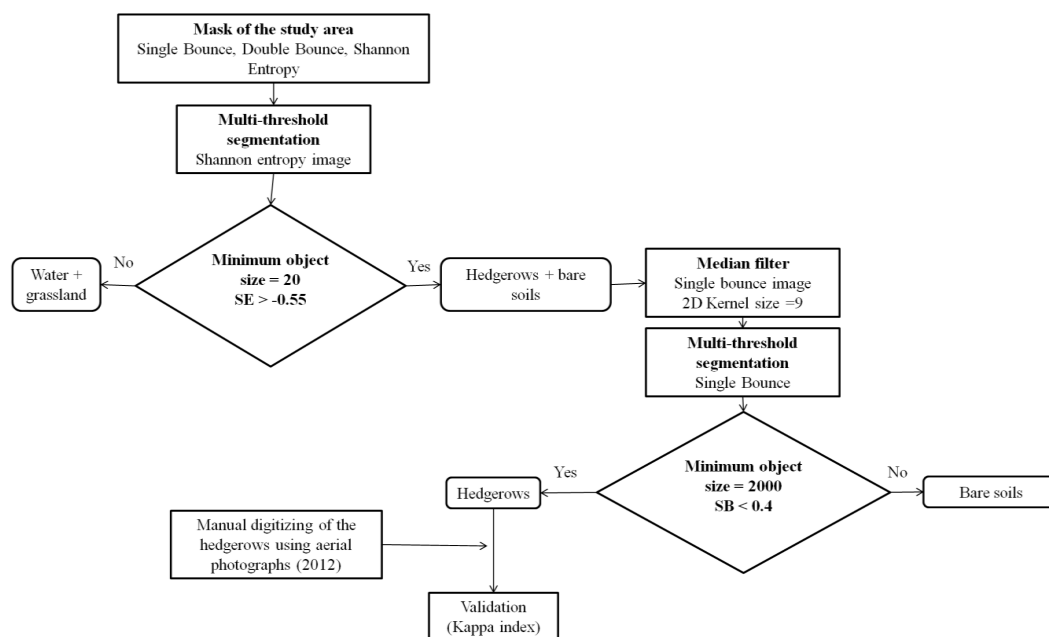 Mask of the study area
Single Bounce, Double Bounce, Shannon
Entropy
Multi-threshold
segmentation
Shannon entropy image
Minimum object
size = 20
SE > -0.55
No
Water +
grassland
Yes
Hedgerows + bare
soils
Median filter
Single bounce image
2D Kernel size =9
Multi-threshold
segmentation
Single Bounce
Minimum object
size = 2000
SB < 0.4
Yes
Hedgerows
No
Bare soils
Manual digitizing of the
hedgerows using aerial
photographs (2012)
Validation
(Kappa index)